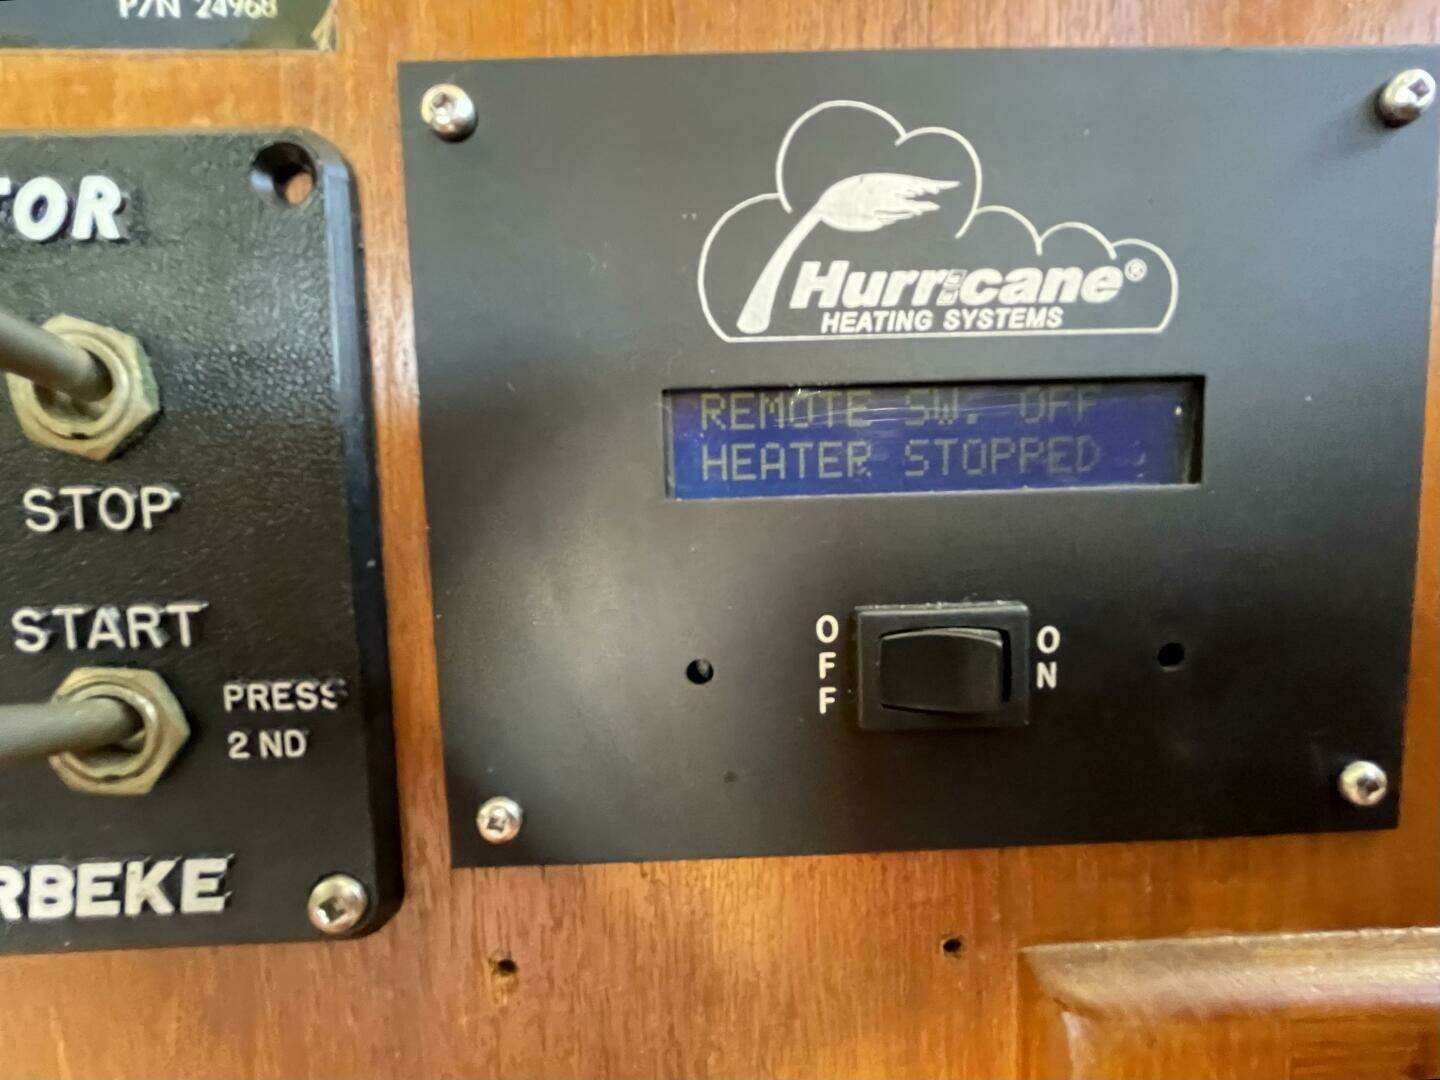 P/N 24968
TOR
STOP
START
PRESS
2 ND
RBEKE
Hurricane®
HEATING SYSTEMS
REMOTE SW. OFF
HEATER STOPPED
OFF
ON